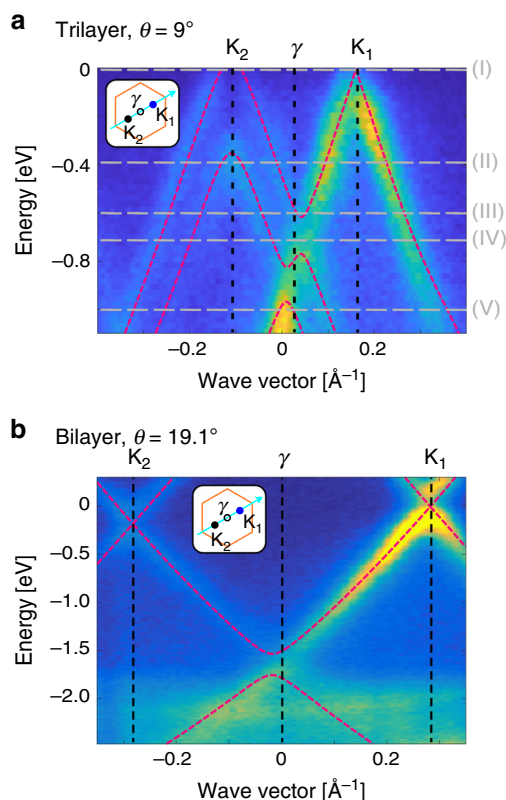 a Trilayer, θ = 9°
K₂ γ K₁
0 (I)
γ
K₁
K₂
−0.4 (II)
(III)
(IV)
−0.8
(V)
Energy [eV]
−0.2 0 0.2
Wave vector [Å⁻¹]
b Bilayer, θ = 19.1°
K₂ γ K₁
0
γ
K₁
K₂
−0.5
−1.0
−1.5
−2.0
Energy [eV]
−0.2 0 0.2
Wave vector [Å⁻¹]